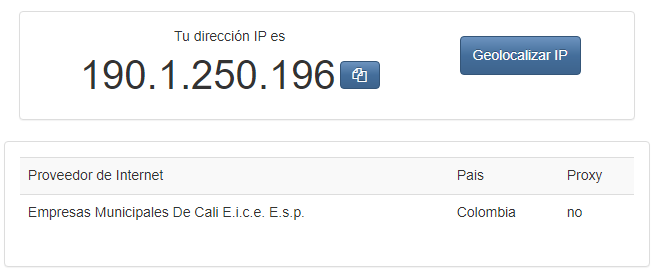 Tu dirección IP es
190.1.250.196
Geolocalizar IP
Proveedor de Internet Pais Proxy
Empresas Municipales De Cali E.i.c.e. E.s.p. Colombia no